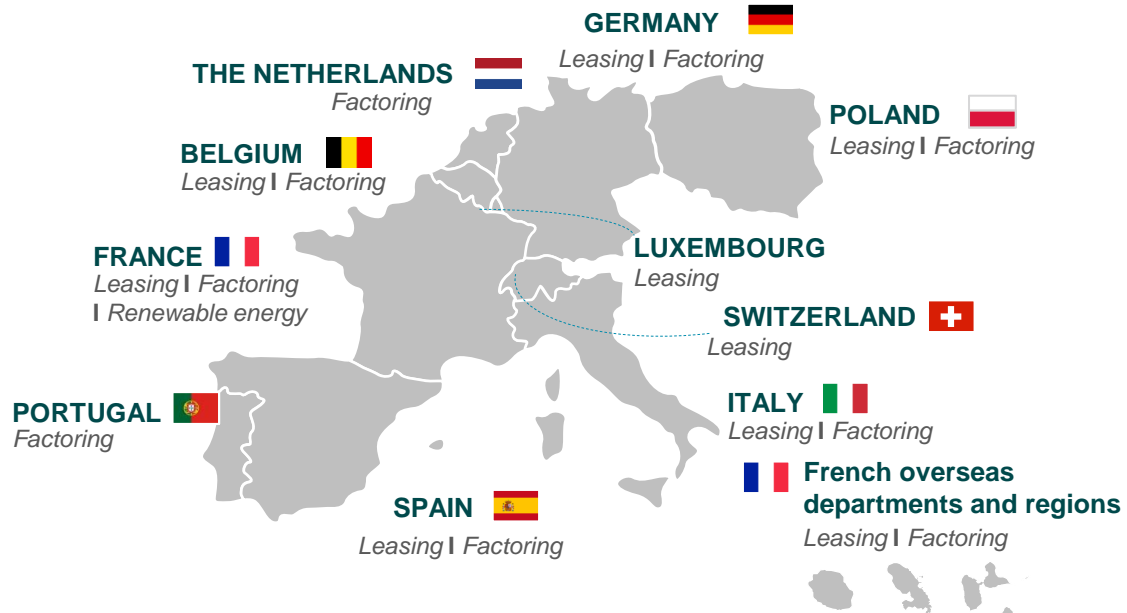 GERMANY
Leasing I Factoring
THE NETHERLANDS
Factoring
POLAND
Leasing I Factoring
BELGIUM
Leasing I Factoring
FRANCE
Leasing I Factoring
I Renewable energy
LUXEMBOURG
Leasing
SWITZERLAND
Leasing
PORTUGAL
Factoring
ITALY
Leasing I Factoring
SPAIN
Leasing I Factoring
French overseas
departments and regions
Leasing I Factoring